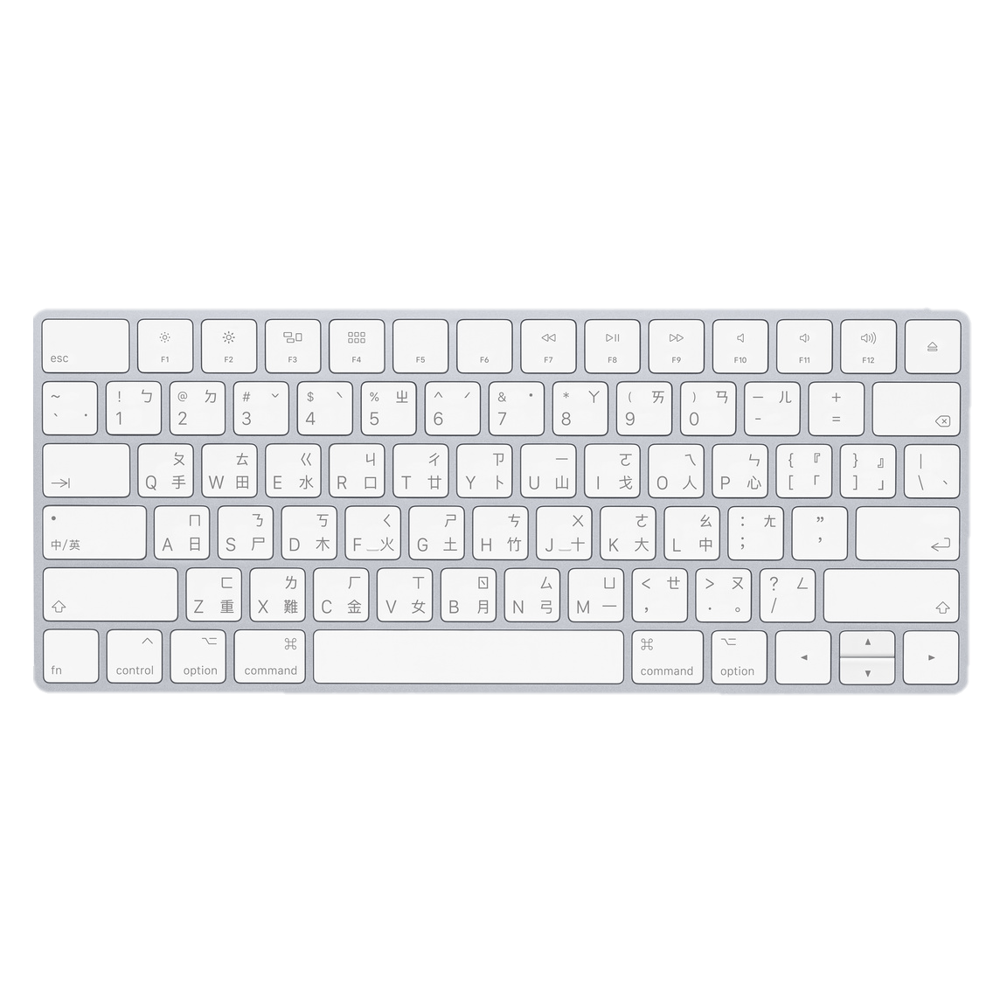 esc F1 F2 F3 F4 F5 F6 F7 F8 F9 F10 F11 F12
~ ! ㄅ @ ㄉ # ˇ $ ˋ % ㄓ ^ ˊ & ˙ * ㄚ ( ㄞ ) ㄢ — ㄦ +
` · 1 2 3 4 5 6 7 8 9 0 - =
ㄆ ㄊ ㄍ ㄐ ㄔ ㄗ ㄧ ㄛ ㄟ ㄣ { 『 } 』 |
Q 手 W 田 E 水 R 口 T 廿 Y 卜 U 山 I 戈 O 人 P 心 [ 「 ] 」 \ 、
• ㄇ ㄋ ㄎ ㄑ ㄕ ㄘ ㄨ ㄜ ㄠ : ㄤ ”
中/英 A 日 S 尸 D 木 F 火 G 土 H 竹 J 十 K 大 L 中 ; ’
ㄈ ㄌ ㄏ ㄒ ㄖ ㄙ ㄩ < ㄝ > ㄡ ? ㄥ
Z 重 X 難 C 金 V 女 B 月 N 弓 M 一 , . 。 /
^ ⌥ ⌘ ⌘ ⌥
fn control option command command option